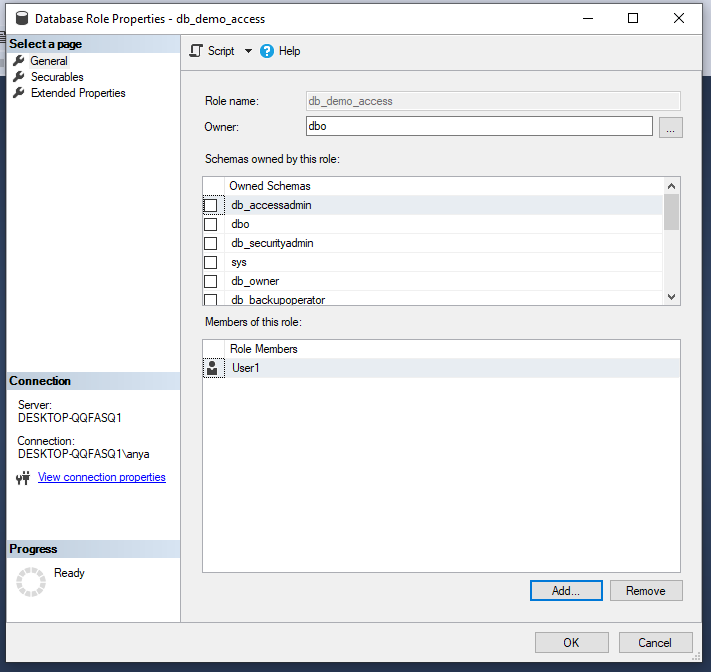 Database Role Properties - db_demo_access
Select a page
General
Securables
Extended Properties
Script
Help
Role name:
db_demo_access
Owner:
dbo
...
Schemas owned by this role:
Owned Schemas
db_accessadmin
dbo
db_securityadmin
sys
db_owner
db_backupoperator
Members of this role:
Role Members
User1
Connection
Server:
DESKTOP-QQFASQ1
Connection:
DESKTOP-QQFASQ1\anya
View connection properties
Progress
Ready
Add...
Remove
OK
Cancel